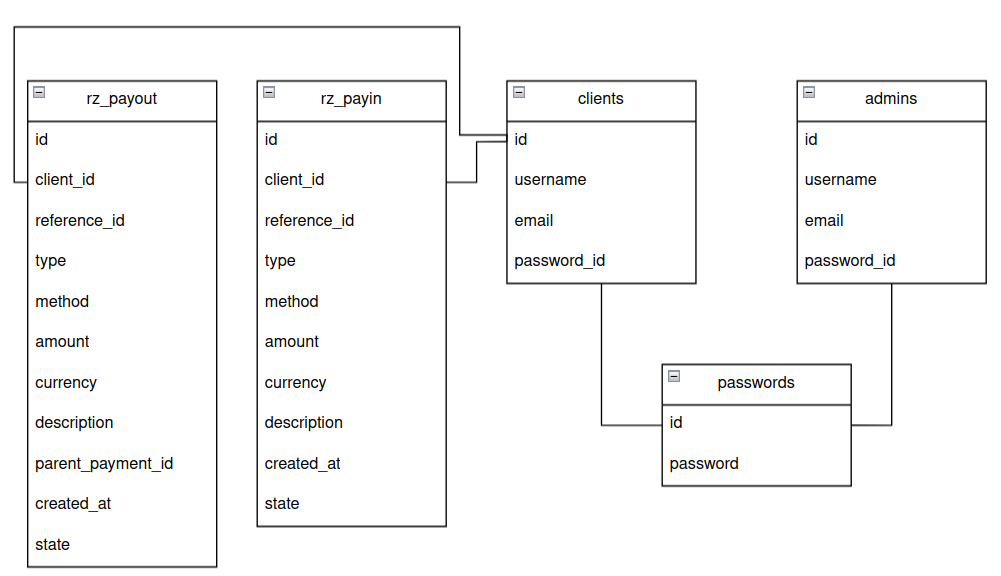 rz_payout
id
client_id
reference_id
type
method
amount
currency
description
parent_payment_id
created_at
state
rz_payin
id
client_id
reference_id
type
method
amount
currency
description
created_at
state
clients
id
username
email
password_id
admins
id
username
email
password_id
passwords
id
password